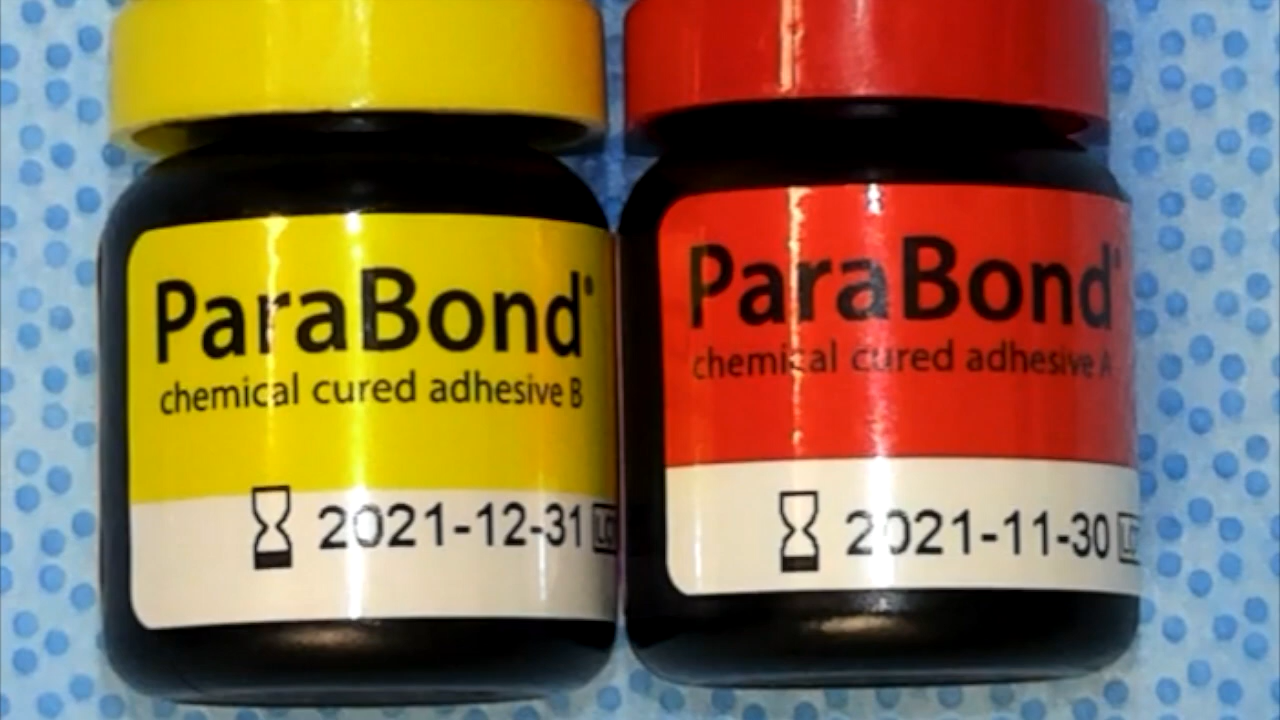 ParaBond®
chemical cured adhesive B
2021-12-31
ParaBond®
chemical cured adhesive A
2021-11-30